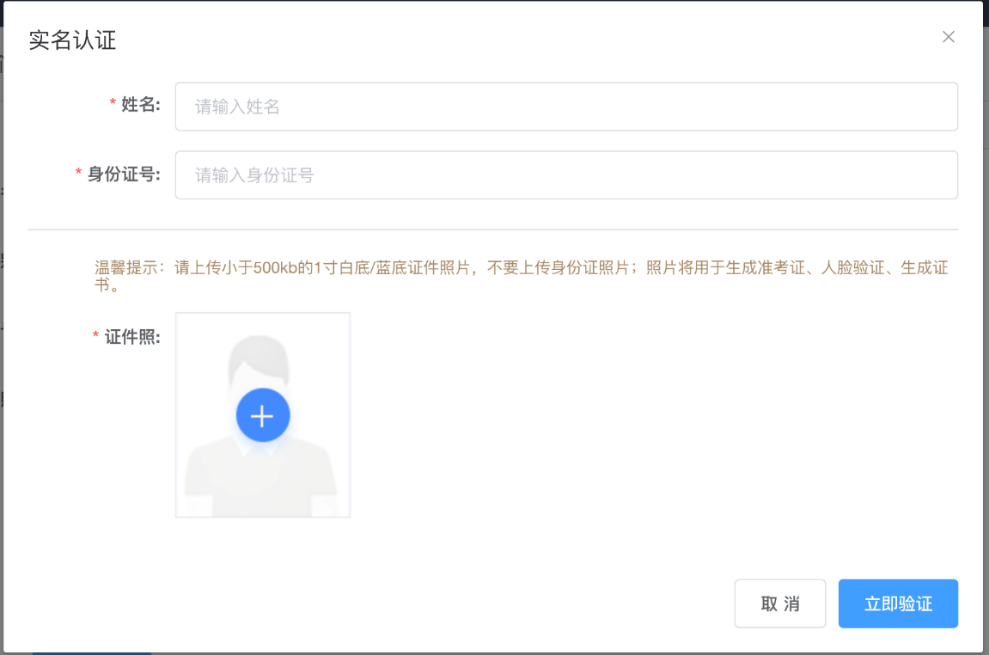 实名认证
* 姓名:
请输入姓名
* 身份证号:
请输入身份证号
温馨提示：请上传小于500kb的1寸白底/蓝底证件照片，不要上传身份证照片；照片将用于生成准考证、人脸验证、生成证
书。
* 证件照:
取 消
立即验证